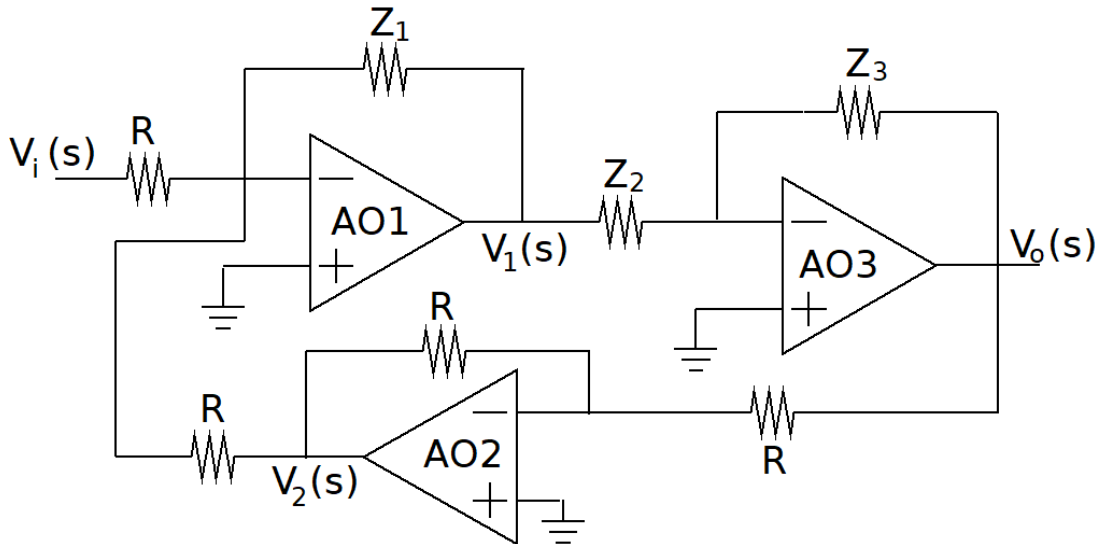 Z₁
Z₃
R
Vᵢ(s)
Z₂
AO1
V₁(s)
Vₒ(s)
AO3
R
R
AO2
V₂(s)
R